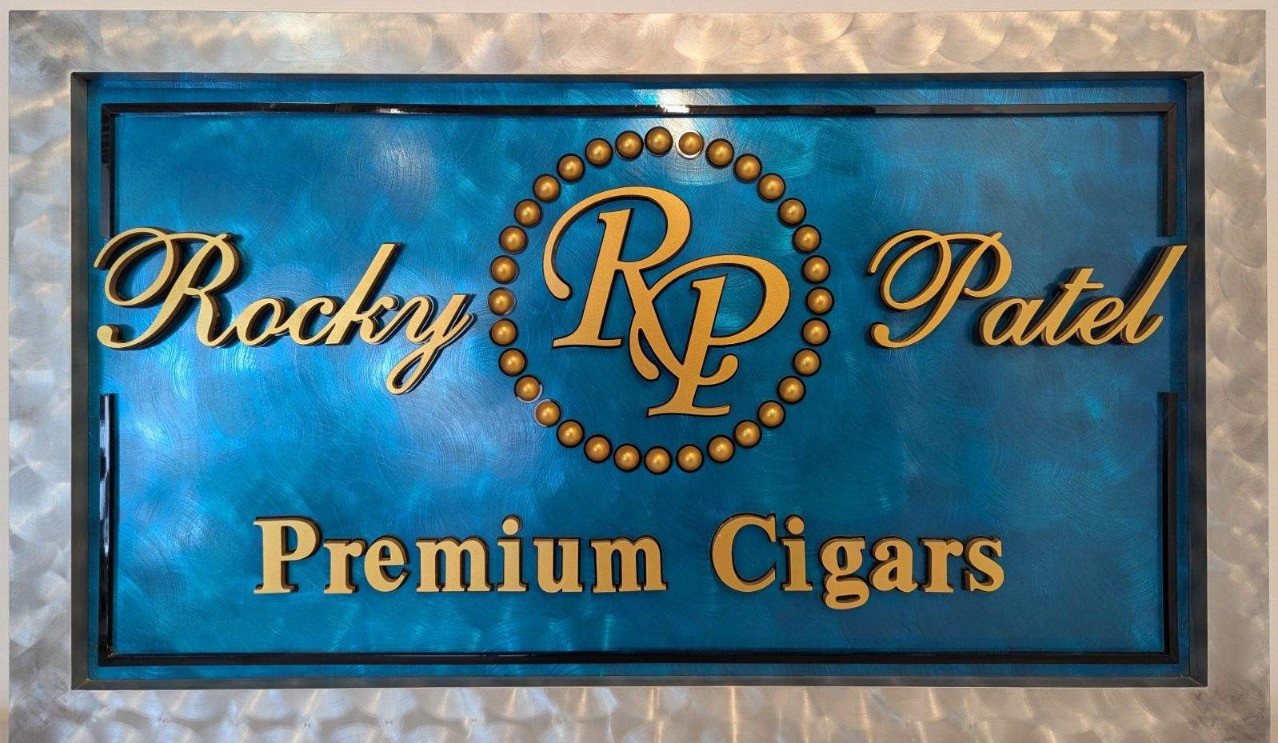 Rocky RP Patel
Premium Cigars